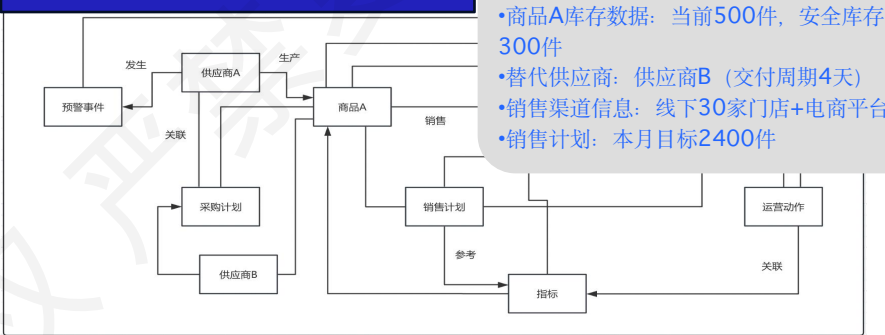 •商品A库存数据：当前500件，安全库存
300件
•替代供应商：供应商B（交付周期4天）
•销售渠道信息：线下30家门店+电商平台
•销售计划：本月目标2400件
发生
供应商A
生产
预警事件
商品A
销售
关联
采购计划
销售计划
运营动作
供应商B
参考
关联
指标
严禁